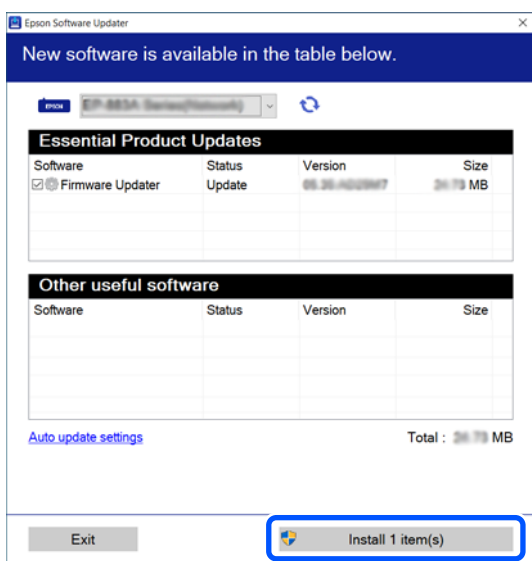 Epson Software Updater
New software is available in the table below.
EPSON
Essential Product Updates
Software Status Version Size
Firmware Updater Update MB
Other useful software
Software Status Version Size
Auto update settings Total : MB
Exit Install 1 item(s)